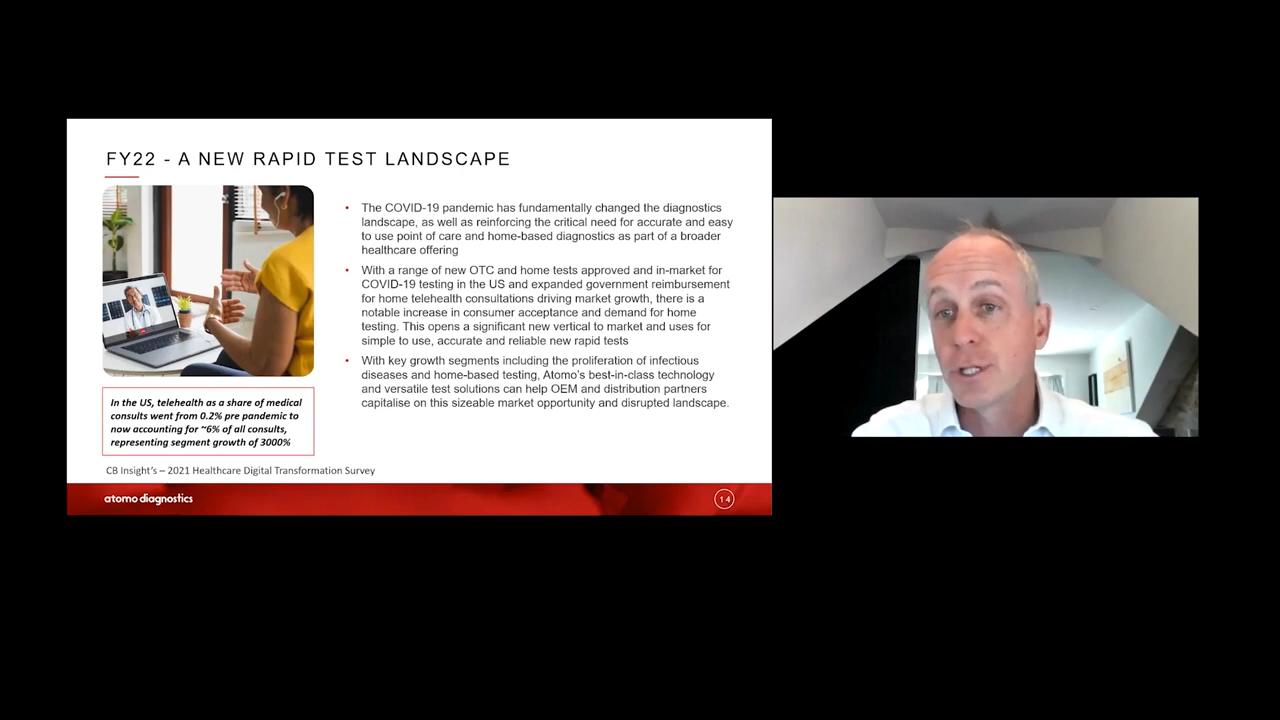 FY22 - A NEW RAPID TEST LANDSCAPE
• The COVID-19 pandemic has fundamentally changed the diagnostics
landscape, as well as reinforcing the critical need for accurate and easy
to use point of care and home-based diagnostics as part of a broader
healthcare offering
• With a range of new OTC and home tests approved and in-market for
COVID-19 testing in the US and expanded government reimbursement
for home telehealth consultations driving market growth, there is a
notable increase in consumer acceptance and demand for home
testing. This opens a significant new vertical to market and uses for
simple to use, accurate and reliable new rapid tests
• With key growth segments including the proliferation of infectious
diseases and home-based testing, Atomo's best-in-class technology
and versatile test solutions can help OEM and distribution partners
capitalise on this sizeable market opportunity and disrupted landscape.
In the US, telehealth as a share of medical
consults went from 0.2% pre pandemic to
now accounting for ~6% of all consults,
representing segment growth of 3000%
CB Insight's – 2021 Healthcare Digital Transformation Survey
atomo diagnostics
14